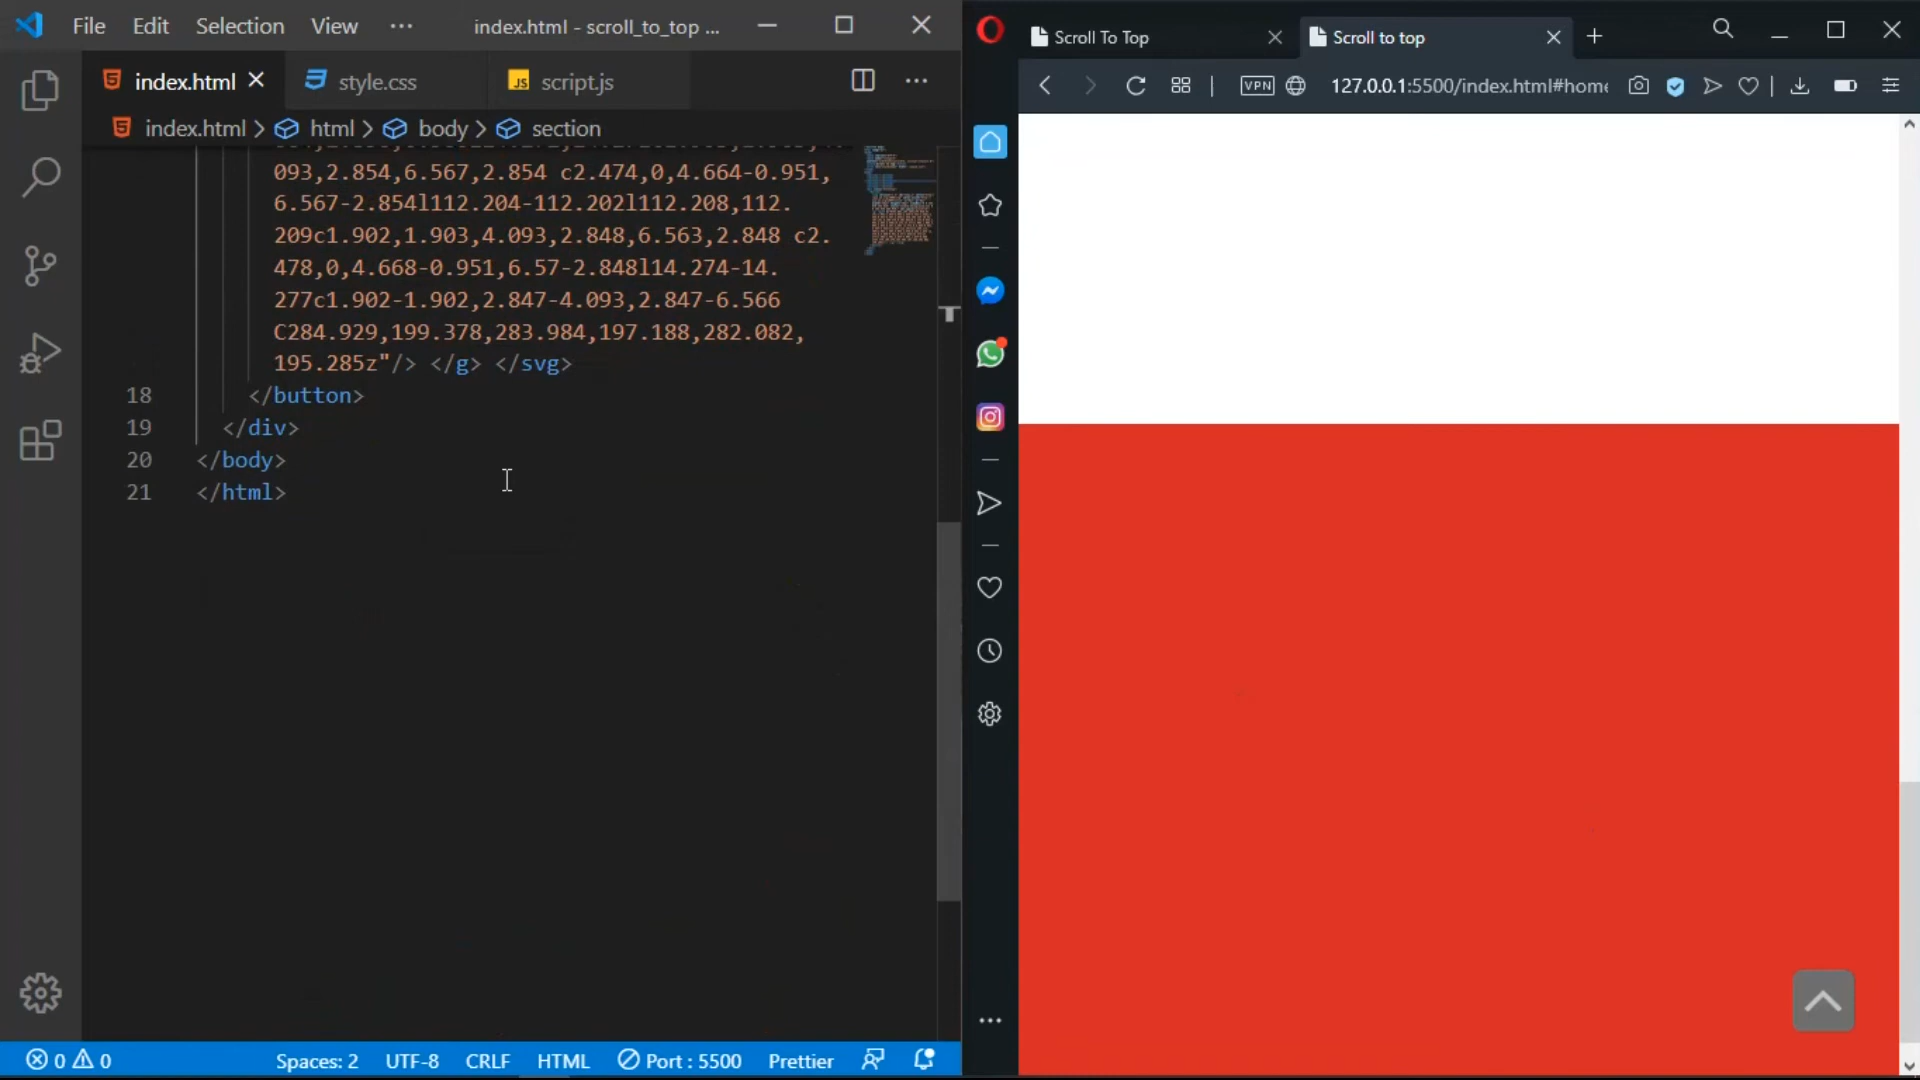 File Edit Selection View ··· index.html - scroll_to_top ...
index.html style.css JS script.js ···
index.html > html > body > section
093,2.854,6.567,2.854 c2.474,0,4.664-0.951,
6.567-2.854l112.204-112.202l112.208,112.
209c1.902,1.903,4.093,2.848,6.563,2.848 c2.
478,0,4.668-0.951,6.57-2.848l14.274-14.
277c1.902-1.902,2.847-4.093,2.847-6.566
C284.929,199.378,283.984,197.188,282.082,
195.285z"/> </g> </svg>
18 </button>
19 </div>
20 </body>
21 </html>
0 0 Spaces: 2 UTF-8 CRLF HTML Port : 5500 Prettier
Scroll To Top Scroll to top
VPN 127.0.0.1:5500/index.html#home